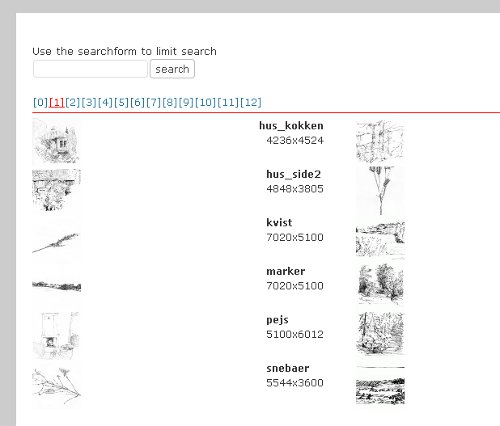 Use the searchform to limit search
search
[0][1][2][3][4][5][6][7][8][9][10][11][12]
hus_kokken
4236x4524
hus_side2
4848x3805
kvist
7020x5100
marker
7020x5100
pejs
5100x6012
snebaer
5544x3600